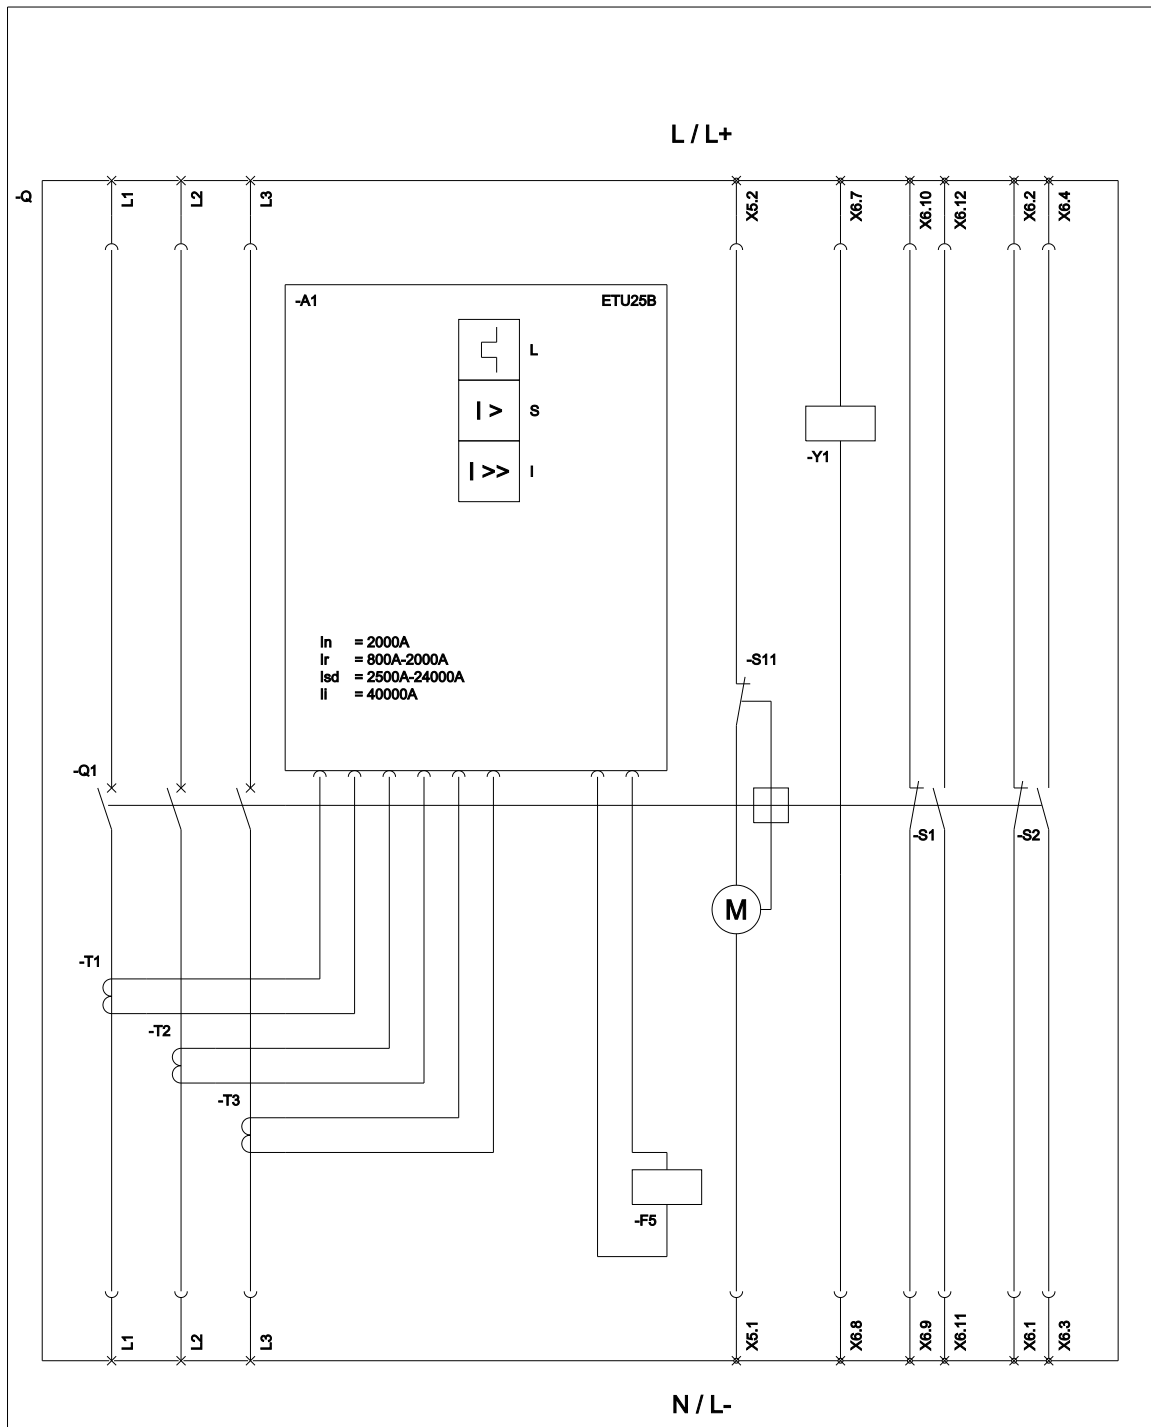 L / L+
-Q
L1
L2
L3
X5.2
X6.7
X6.10
X6.12
X6.2
X6.4
-A1
ETU25B
L
I >
S
I >>
I
-Y1
In = 2000A
Ir = 800A-2000A
Isd = 2500A-24000A
Ii = 40000A
-S11
-Q1
-S1
-S2
M
-T1
-T2
-T3
-F5
L1
L2
L3
X5.1
X6.8
X6.9
X6.11
X6.1
X6.3
N / L-